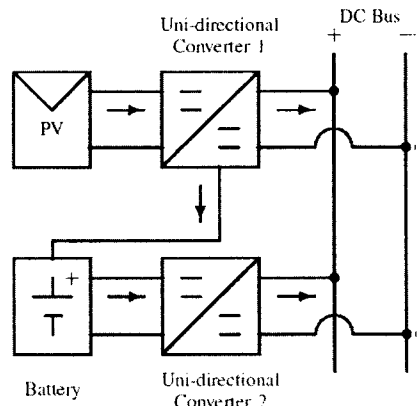 Uni-directional
Converter 1
DC Bus
+
−
PV
+
Battery
Uni-directional
Converter 2